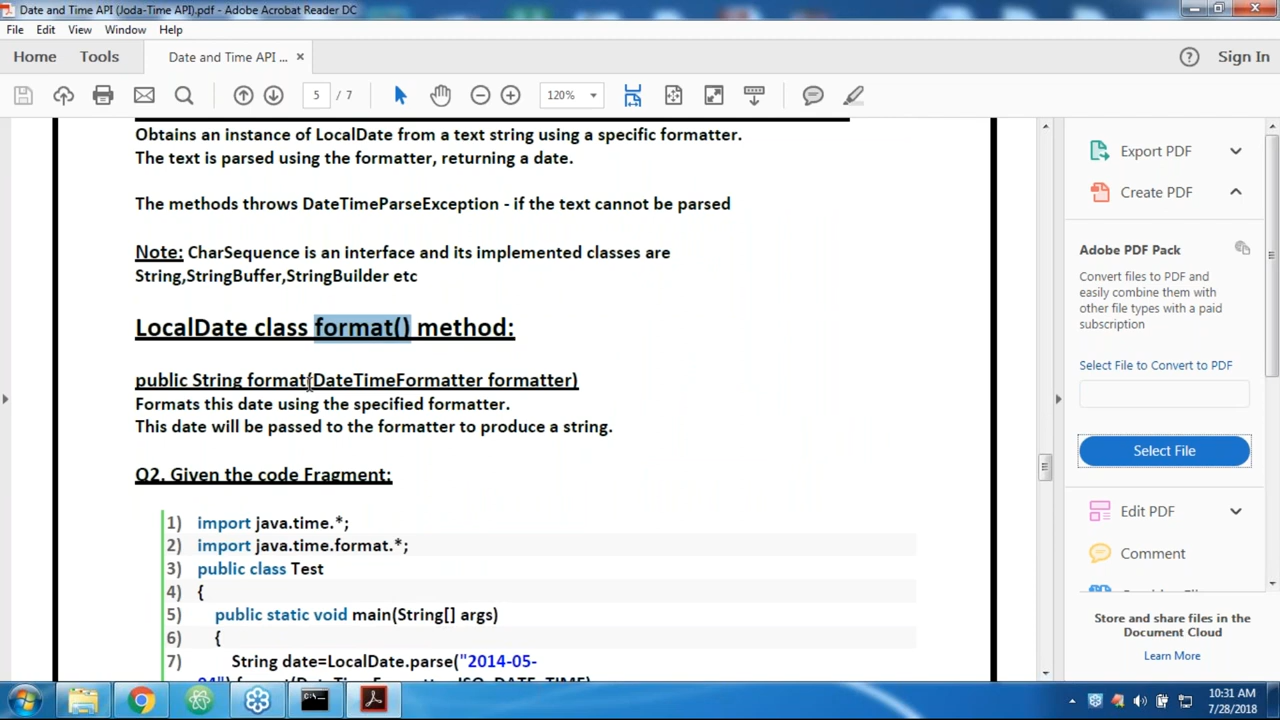 Date and Time API (Joda-Time API).pdf - Adobe Acrobat Reader DC
File Edit View Window Help
Home Tools Date and Time API ... × ? Sign In
5 / 7 120%
Obtains an instance of LocalDate from a text string using a specific formatter.
The text is parsed using the formatter, returning a date.
The methods throws DateTimeParseException - if the text cannot be parsed
Note: CharSequence is an interface and its implemented classes are
String,StringBuffer,StringBuilder etc
LocalDate class format() method:
public String format(DateTimeFormatter formatter)
Formats this date using the specified formatter.
This date will be passed to the formatter to produce a string.
Q2. Given the code Fragment:
1) import java.time.*;
2) import java.time.format.*;
3) public class Test
4) {
5) public static void main(String[] args)
6) {
7) String date=LocalDate.parse("2014-05-
Export PDF
Create PDF
Adobe PDF Pack
Convert files to PDF and
easily combine them with
other file types with a paid
subscription
Select File to Convert to PDF
Select File
Edit PDF
Comment
Store and share files in the
Document Cloud
Learn More
10:31 AM
7/28/2018